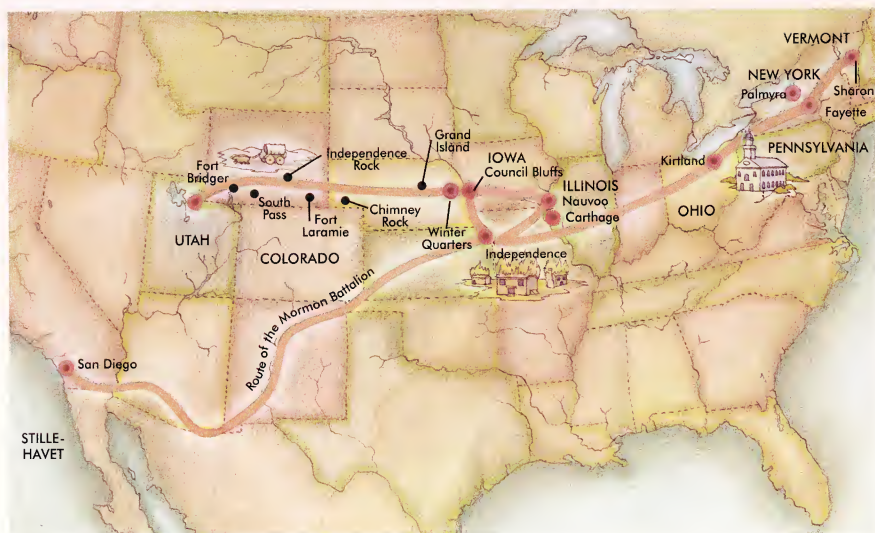 VERMONT
NEW YORK
Palmyra
Sharon
Fayette
PENNSYLVANIA
Kirtland
OHIO
Grand
Island
Independence
Rock
IOWA
Council Bluffs
Fort
Bridger
ILLINOIS
Nauvoo
Carthage
South
Pass
Fort
Laramie
Chimney
Rock
Winter
Quarters
UTAH
COLORADO
Independence
Route of the Mormon Battalion
San Diego
STILLE-
HAVET